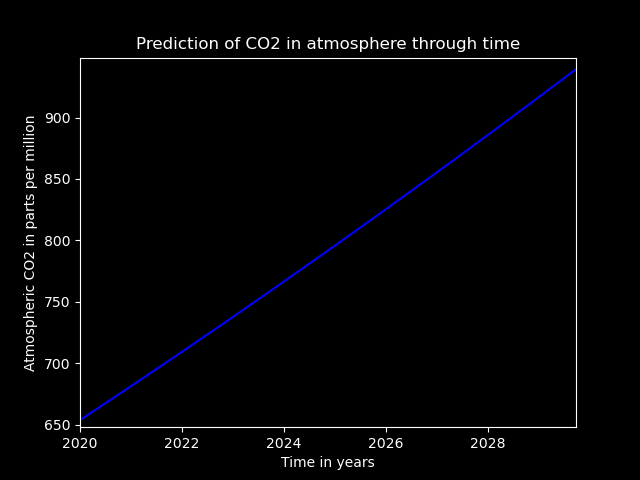 Prediction of CO2 in atmosphere through time
Atmospheric CO2 in parts per million
900
850
800
750
700
650
2020 2022 2024 2026 2028
Time in years